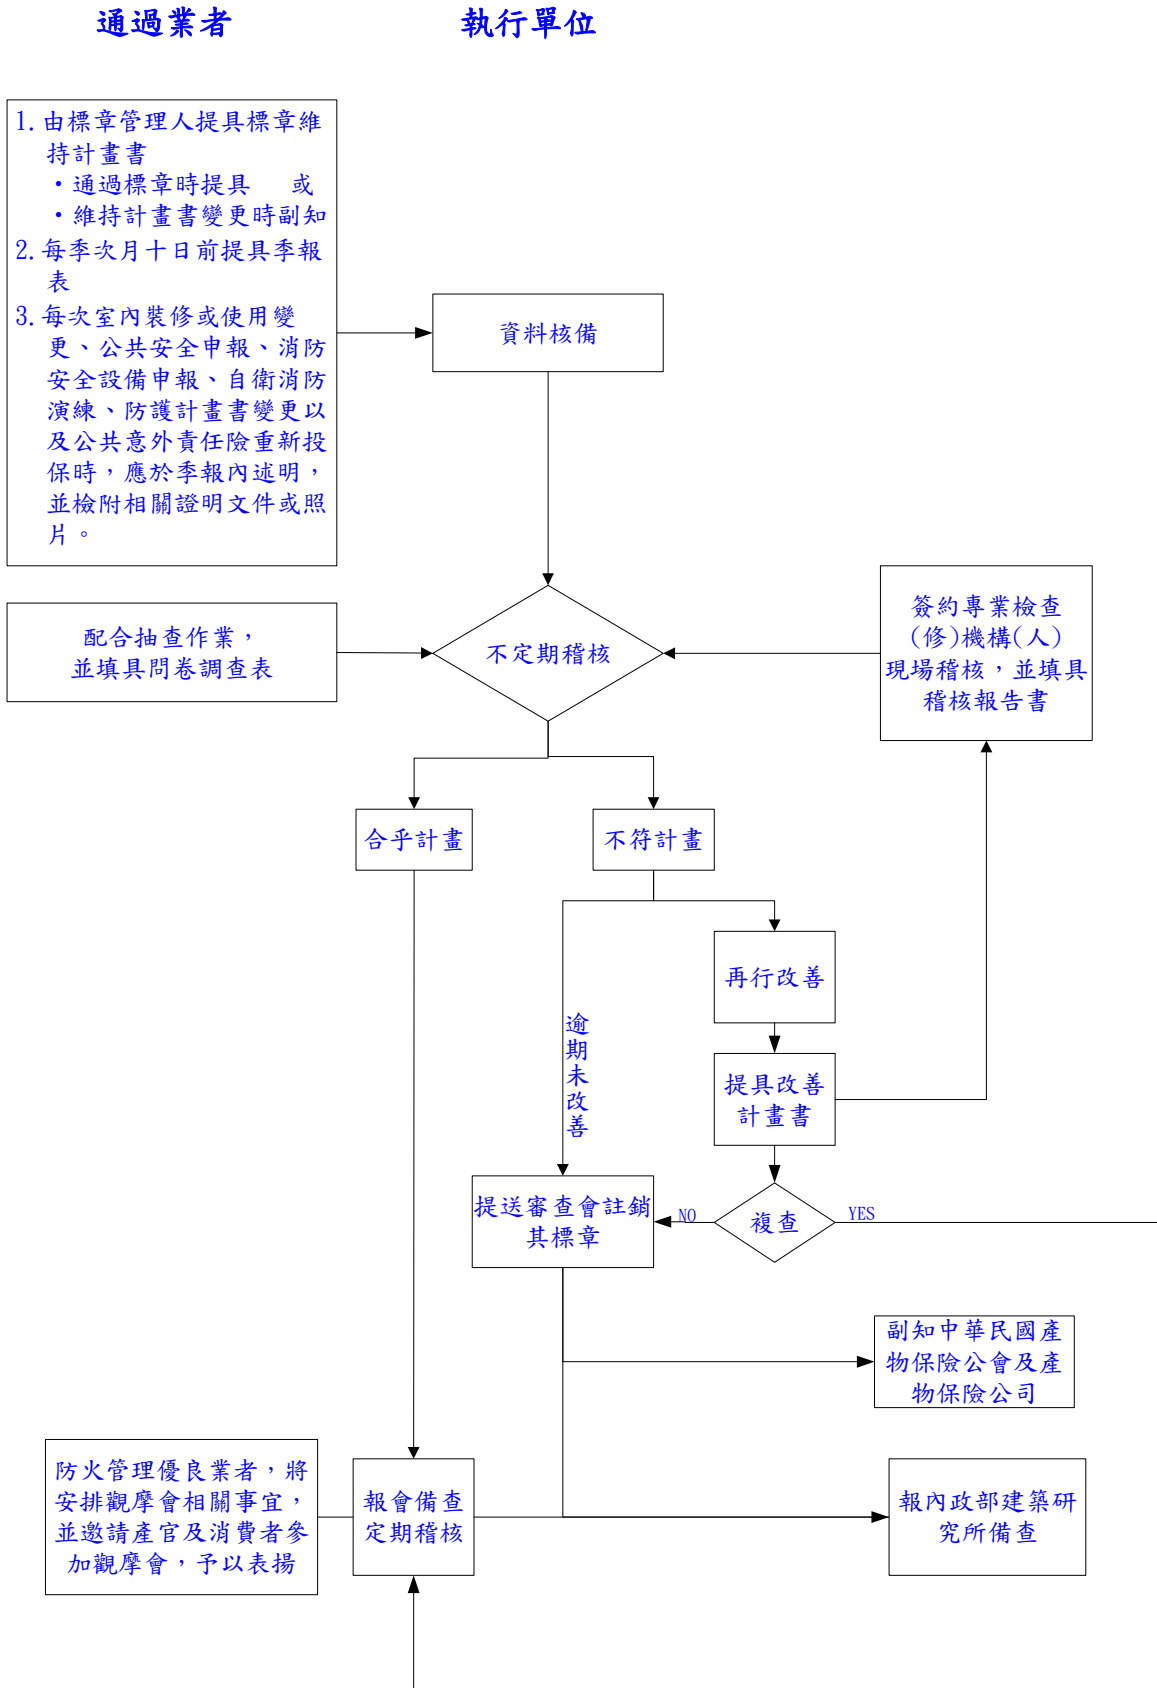 通過業者
執行單位
1.由標章管理人提具標章維
持計畫書
・通過標章時提具 或
・維持計畫書變更時副知
2.每季次月十日前提具季報
表
3.每次室內裝修或使用變
更、公共安全申報、消防
安全設備申報、自衛消防
演練、防護計畫書變更以
及公共意外責任險重新投
保時，應於季報內述明，
並檢附相關證明文件或照
片。
資料核備
配合抽查作業，
並填具問卷調查表
不定期稽核
簽約專業檢查
(修)機構(人)
現場稽核，並填具
稽核報告書
合乎計畫
不符計畫
再行改善
逾期未改善
提具改善
計畫書
提送審查會註銷
其標章
NO
複查
YES
副知中華民國產
物保險公會及產
物保險公司
防火管理優良業者，將
安排觀摩會相關事宜，
並邀請產官及消費者參
加觀摩會，予以表揚
報會備查
定期稽核
報內政部建築研
究所備查